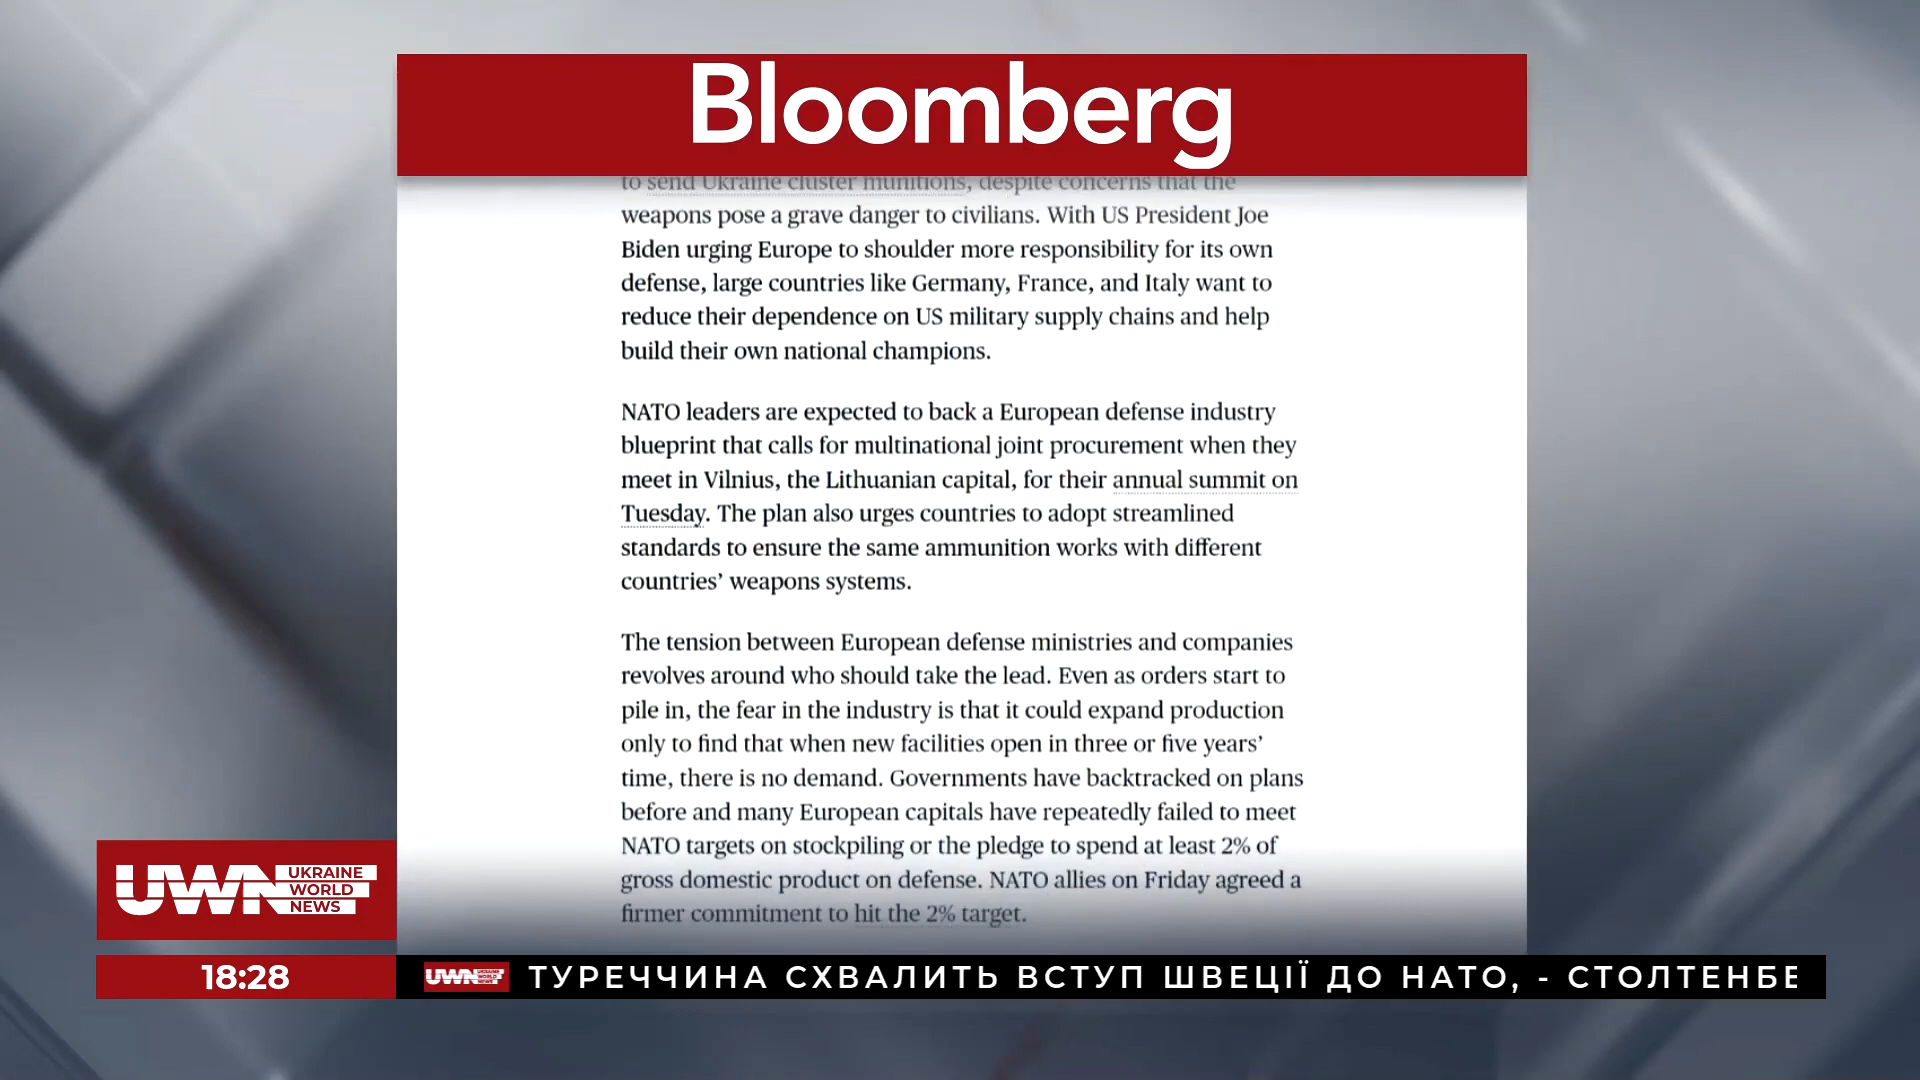 Bloomberg
to send Ukraine cluster munitions, despite concerns that the
weapons pose a grave danger to civilians. With US President Joe
Biden urging Europe to shoulder more responsibility for its own
defense, large countries like Germany, France, and Italy want to
reduce their dependence on US military supply chains and help
build their own national champions.
NATO leaders are expected to back a European defense industry
blueprint that calls for multinational joint procurement when they
meet in Vilnius, the Lithuanian capital, for their annual summit on
Tuesday. The plan also urges countries to adopt streamlined
standards to ensure the same ammunition works with different
countries’ weapons systems.
The tension between European defense ministries and companies
revolves around who should take the lead. Even as orders start to
pile in, the fear in the industry is that it could expand production
only to find that when new facilities open in three or five years’
time, there is no demand. Governments have backtracked on plans
before and many European capitals have repeatedly failed to meet
NATO targets on stockpiling or the pledge to spend at least 2% of
gross domestic product on defense. NATO allies on Friday agreed a
firmer commitment to hit the 2% target.
UWN UKRAINE
WORLD
NEWS
18:28
UWN UKRAINE WORLD NEWS ТУРЕЧЧИНА СХВАЛИТЬ ВСТУП ШВЕЦІЇ ДО НАТО, - СТОЛТЕНБЕ